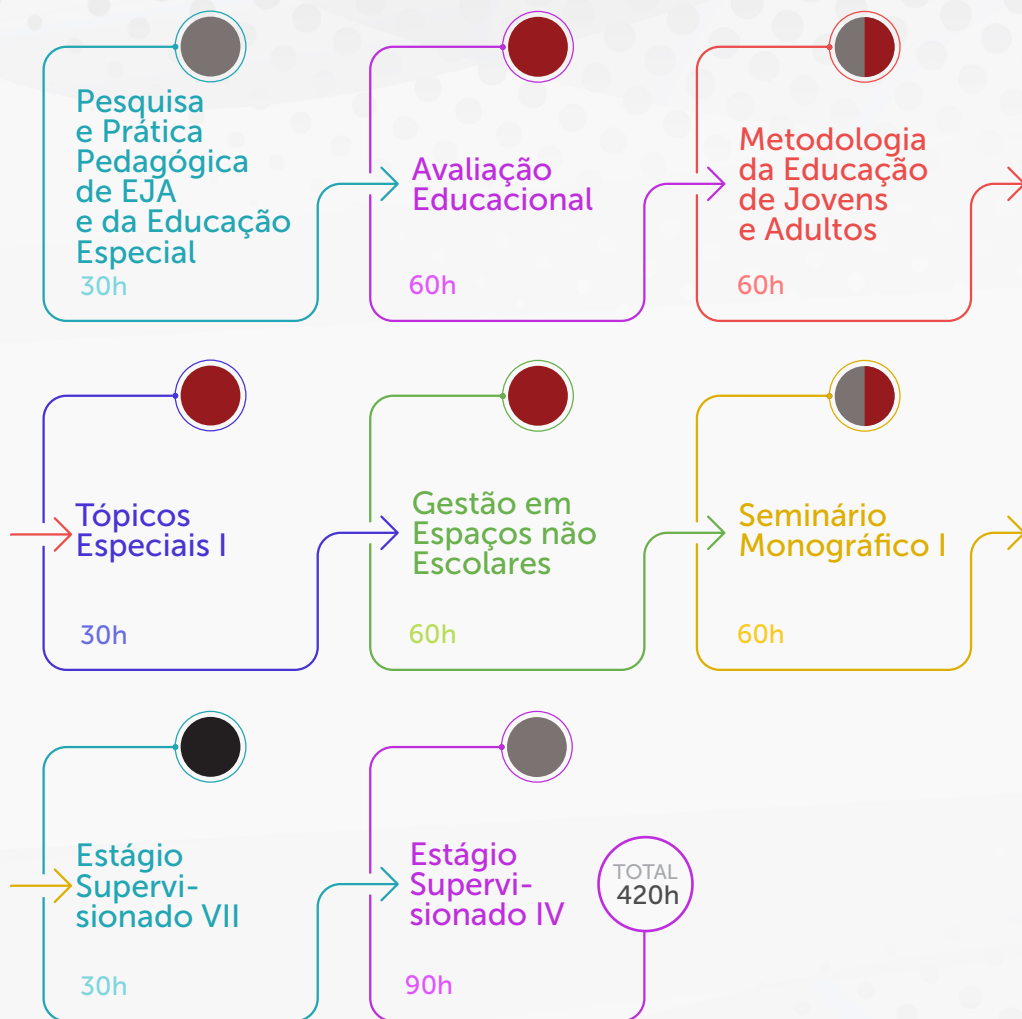 Pesquisa
e Prática
Pedagógica
de EJA
e da Educação
Especial
30h
Avaliação
Educacional
60h
Metodologia
da Educação
de Jovens
e Adultos
60h
Tópicos
Especiais I
30h
Gestão em
Espaços não
Escolares
60h
Seminário
Monográfico I
60h
Estágio
Supervi-
sionado VII
30h
Estágio
Supervi-
sionado IV
90h
TOTAL
420h